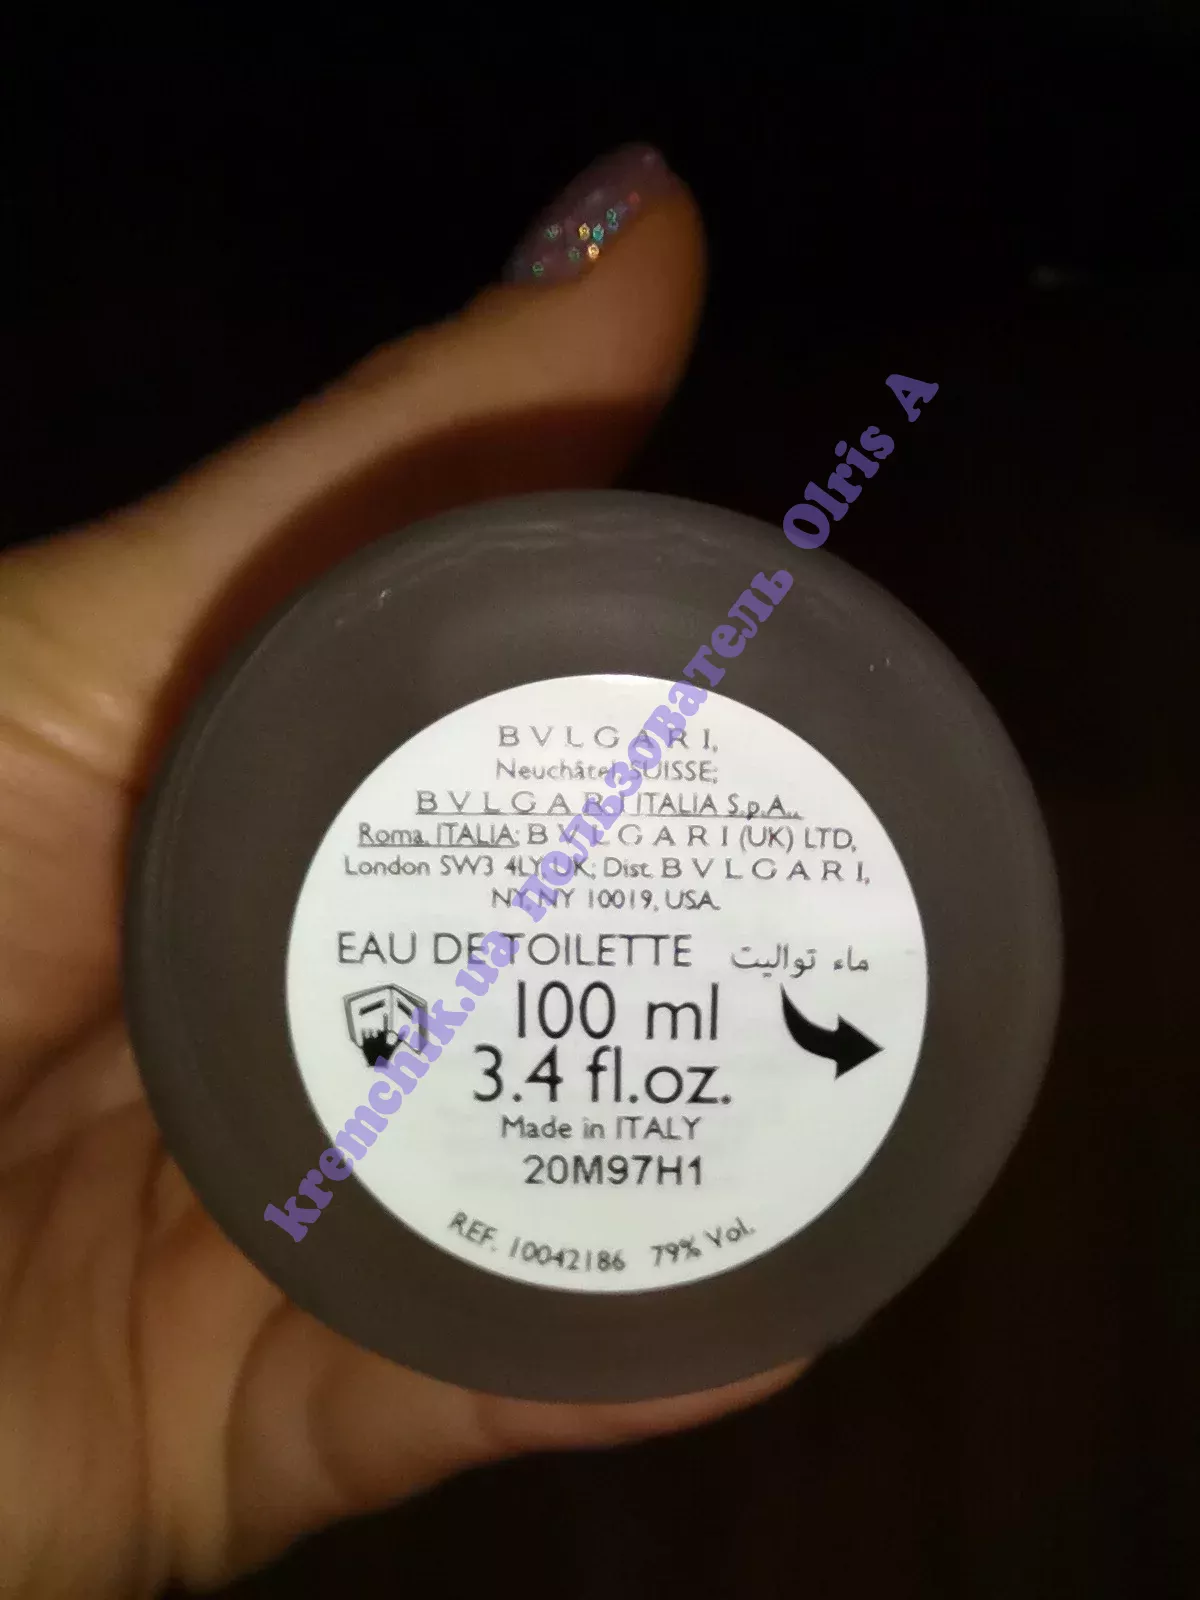 BVLGARI,
Neuchâtel SUISSE;
BVLGARI ITALIA S.p.A.,
Roma, ITALIA; BVLGARI (UK) LTD,
London SW3 4LY, UK; Dist. BVLGARI,
NY, NY 10019, USA
EAU DE TOILETTE ماء تواليت
100 ml
3.4 fl.oz.
Made in ITALY
20M97H1
REF. 10042186 79% Vol.
kremchik.ua пользователь Olris A